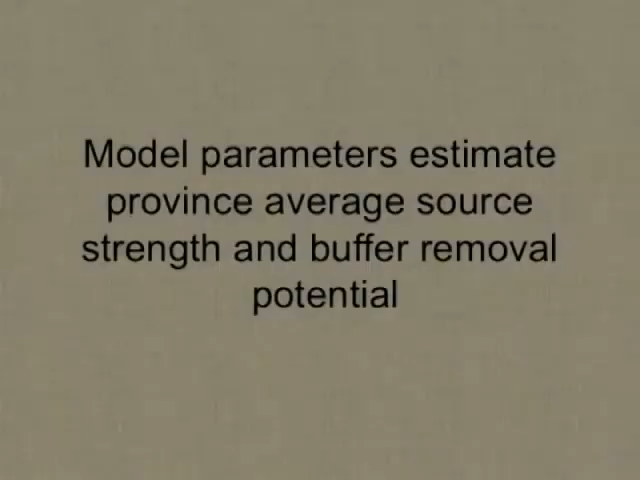 Model parameters estimate
province average source
strength and buffer removal
potential